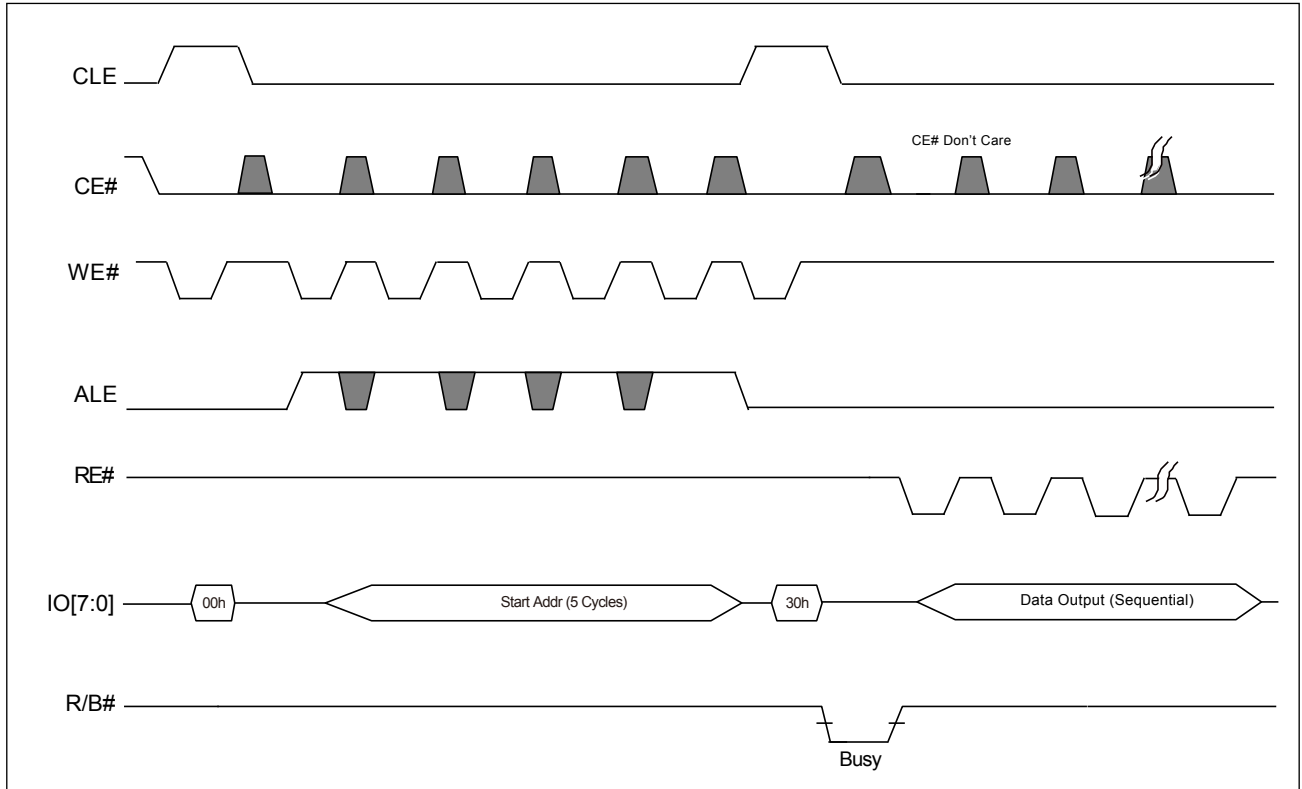 CLE
CE# Don't Care
CE#
WE#
ALE
RE#
IO[7:0]
00h
Start Addr (5 Cycles)
30h
Data Output (Sequential)
R/B#
Busy